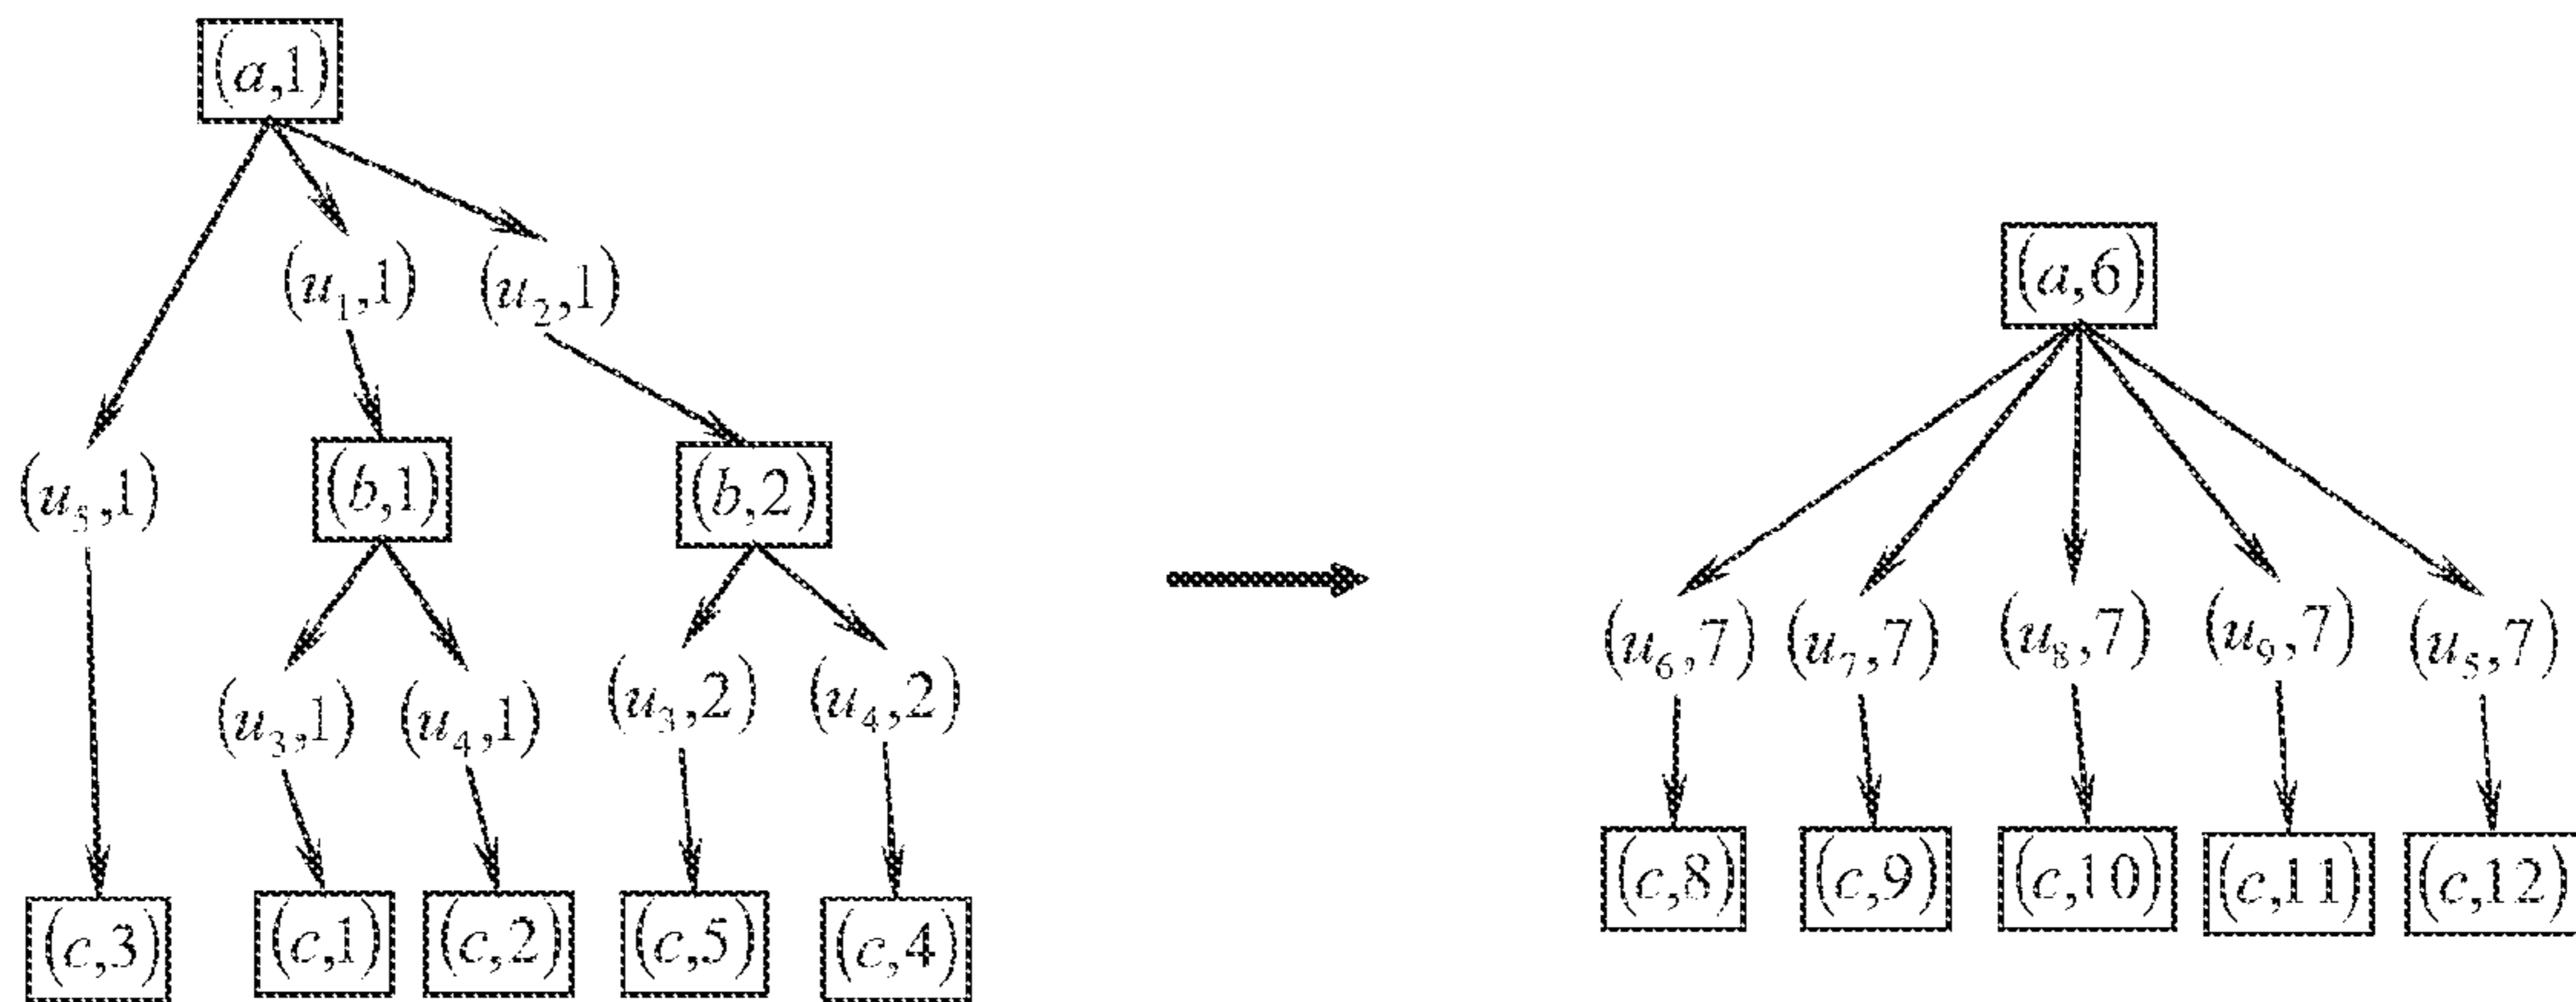 (a,1)
(u₁,1) (u₂,1) (a,6)
(u₅,1) (b,1) (b,2)
(u₃,1) (u₄,1) (u₃,2) (u₄,2) (u₆,7) (u₇,7) (u₈,7) (u₉,7) (u₅,7)
(c,3) (c,1) (c,2) (c,5) (c,4) (c,8) (c,9) (c,10) (c,11) (c,12)